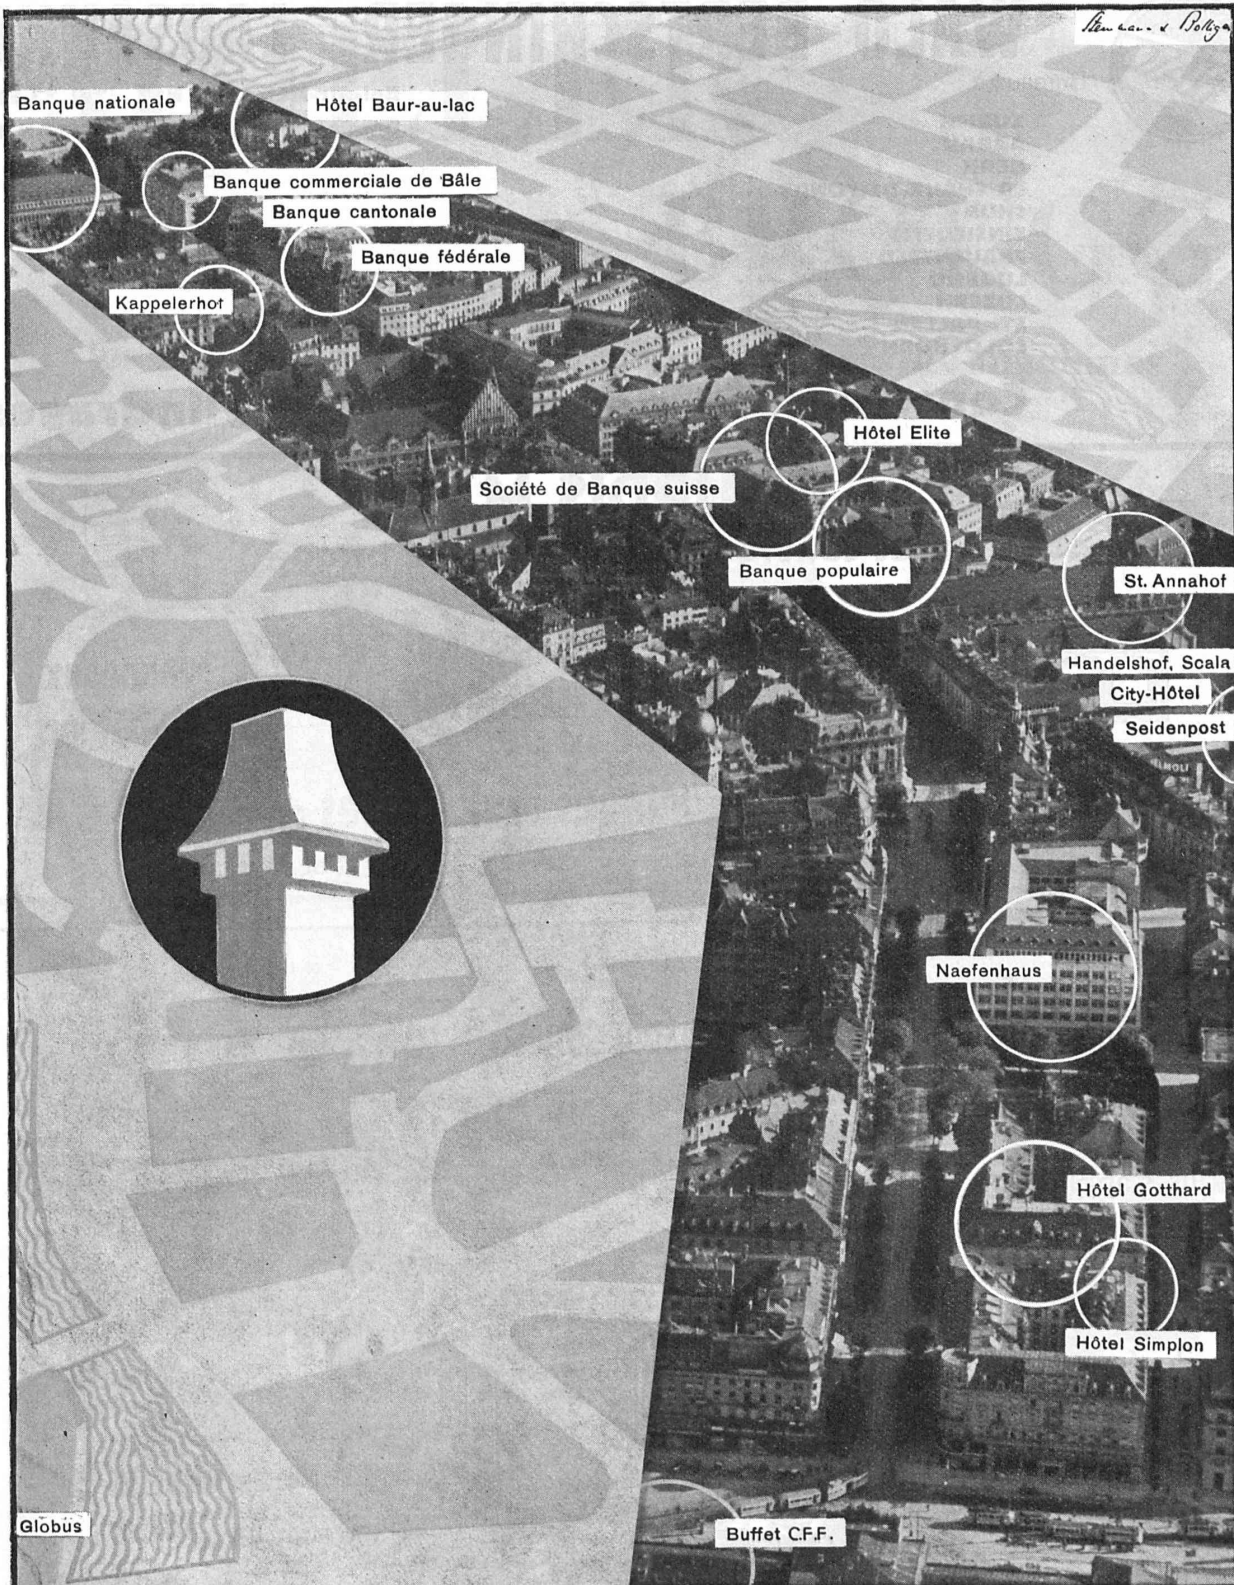 Banque nationale
Hôtel Baur-au-lac
Banque commerciale de Bâle
Banque cantonale
Banque fédérale
Kappelerhof
Hôtel Elite
Société de Banque suisse
Banque populaire
St. Annahof
Handelshof, Scala
City-Hôtel
Seidenpost
Naefenhaus
Hôtel Gotthard
Hôtel Simplon
Globus
Buffet C.F.F.